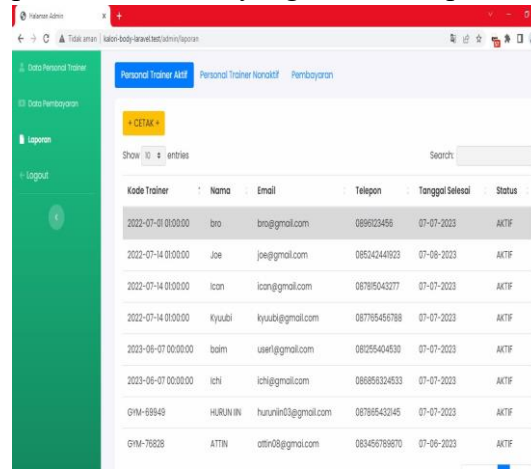 Halaman Admin
Tidak aman | kalori-body-laravel.test/admin/laporan
Data Personal Trainer
Data Pembayaran
Laporan
Logout
Personal Trainer Aktif Personal Trainer Nonaktif Pembayaran
+ CETAK +
Show 10 entries Search:
Kode Trainer Nama Email Telepon Tanggal Selesai Status
2022-07-01 01:00:00 bro bro@gmail.com 0896123456 07-07-2023 AKTIF
2022-07-14 01:00:00 Joe joe@gmail.com 085242441923 07-08-2023 AKTIF
2022-07-14 01:00:00 Ican ican@gmail.com 087815043277 07-07-2023 AKTIF
2022-07-14 01:00:00 Kyuubi kyuubi@gmail.com 087765456788 07-07-2023 AKTIF
2023-06-07 00:00:00 baim user1@gmail.com 081255404530 07-07-2023 AKTIF
2023-06-07 00:00:00 Ichi ichi@gmail.com 086856324533 07-07-2023 AKTIF
GYM-69949 HURUN IIN huruniin03@gmail.com 087865432145 07-07-2023 AKTIF
GYM-76828 ATTIN attin08@gmai.com 083456789870 07-06-2023 AKTIF